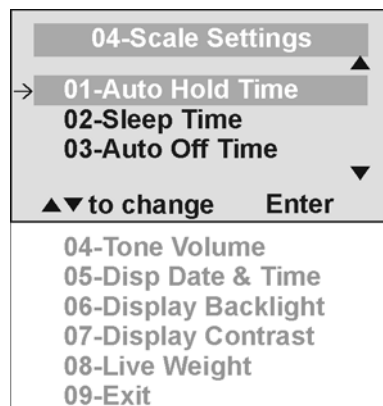 04-Scale Settings
01-Auto Hold Time
02-Sleep Time
03-Auto Off Time
▲▼ to change Enter
04-Tone Volume
05-Disp Date & Time
06-Display Backlight
07-Display Contrast
08-Live Weight
09-Exit